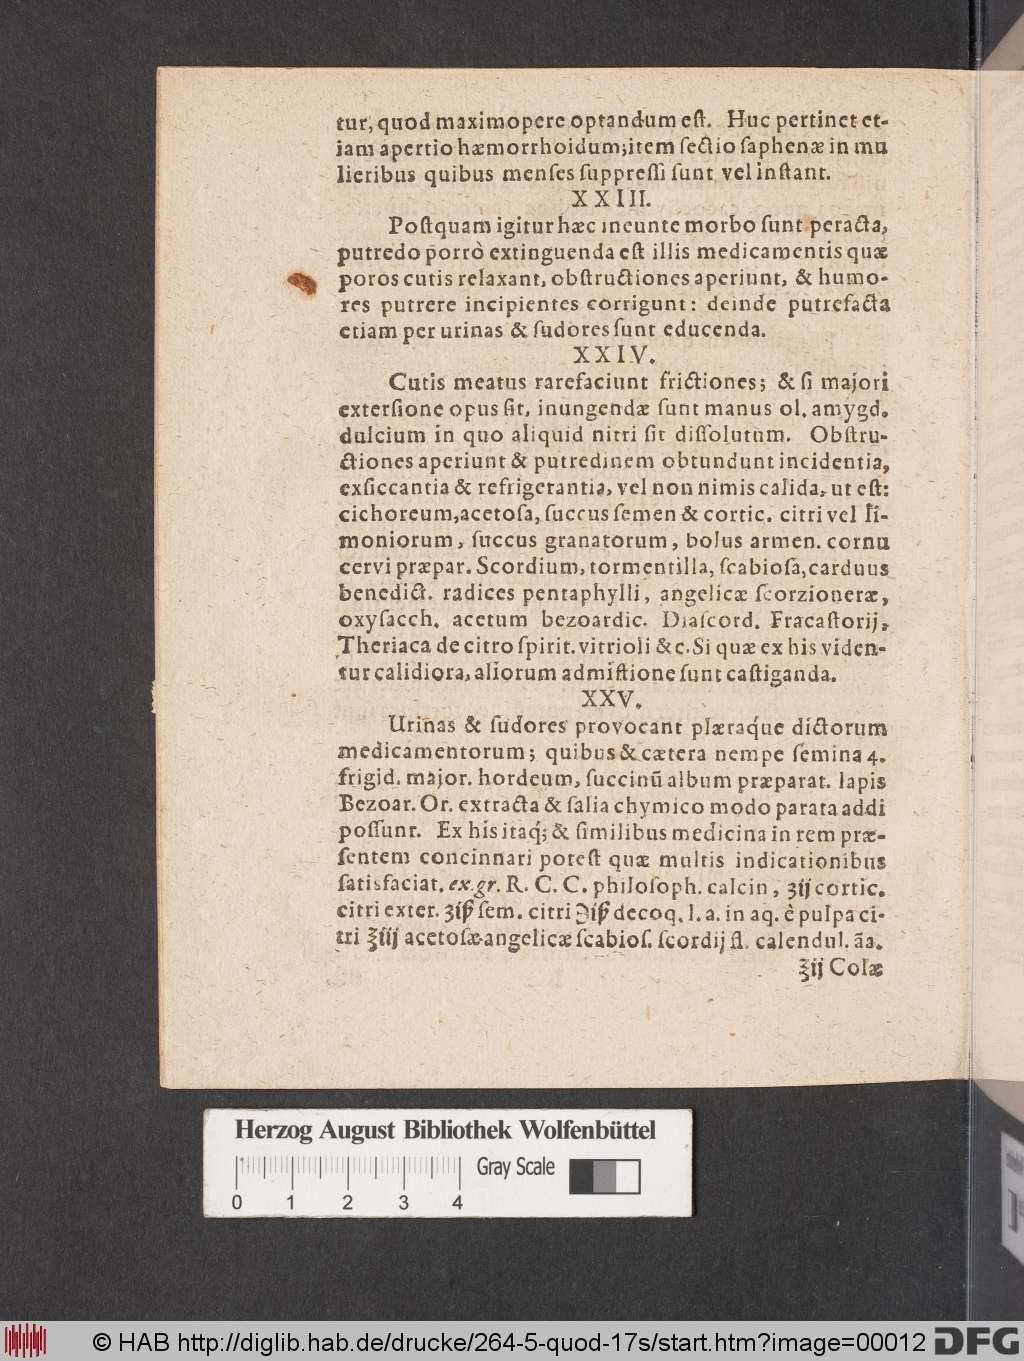 tur, quod maximopere optandum eſt. Huc pertinet et-
iam apertio hæmorrhoidum;item ſectio ſaphenæ in mu
lieribus quibus menſes ſuppreſſi ſunt vel inſtant.
XXIII.
Poſtquam igitur hæc ineunte morbo ſunt peracta,
putredo porrò extinguenda eſt illis medicamentis quæ
poros cutis relaxant, obſtructiones aperiunt, & humo-
res putrere incipientes corrigunt: deinde putrefacta
etiam per urinas & ſudores ſunt educenda.
XXIV.
Cutis meatus rarefaciunt frictiones; & ſi majori
exterſione opus ſit, inungendæ ſunt manus ol. amygd.
dulcium in quo aliquid nitri ſit diſſolutum. Obſtru-
ctiones aperiunt & putredinem obtundunt incidentia,
exſiccantia & refrigerantia, vel non nimis calida, ut eſt:
cichoreum,acetoſa, ſuccus ſemen & cortic. citri vel li-
moniorum, ſuccus granatorum, bolus armen. cornu
cervi præpar. Scordium, tormentilla, ſcabioſa, carduus
benedict. radices pentaphylli, angelicæ ſcorzoneræ,
oxyſacch. acetum bezoardic. Diaſcord. Fracaſtorij,
Theriaca de citro ſpirit. vitrioli &c. Si quæ ex his viden-
tur calidiora, aliorum admiſtione ſunt caſtiganda.
XXV.
Urinas & ſudores provocant plæraque dictorum
medicamentorum; quibus & cætera nempe ſemina 4.
frigid. major. hordeum, ſuccinũ album præparat. lapis
Bezoar. Or. extracta & ſalia chymico modo parata addi
poſſunt. Ex his itaq́; & ſimilibus medicina in rem præ-
ſentem concinnari poteſt quæ multis indicationibus
ſatisfaciat. ex. gr. R. C. C. philoſoph. calcin, ʒij cortic.
citri exter. ʒiß ſem. citri ℈iß decoq. l. a. in aq. è pulpa ci-
tri ℥iij acetoſæ angelicæ ſcabioſ. ſcordij fl. calendul. ãa.
℥ij Colæ
Herzog August Bibliothek Wolfenbüttel
Gray Scale
0 1 2 3 4
© HAB http://diglib.hab.de/drucke/264-5-quod-17s/start.htm?image=00012 DFG